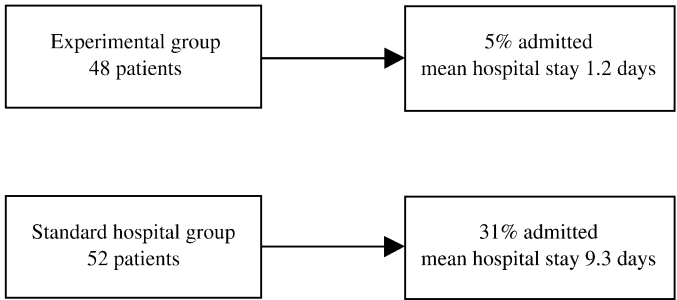 Experimental group
48 patients
5% admitted
mean hospital stay 1.2 days
Standard hospital group
52 patients
31% admitted
mean hospital stay 9.3 days